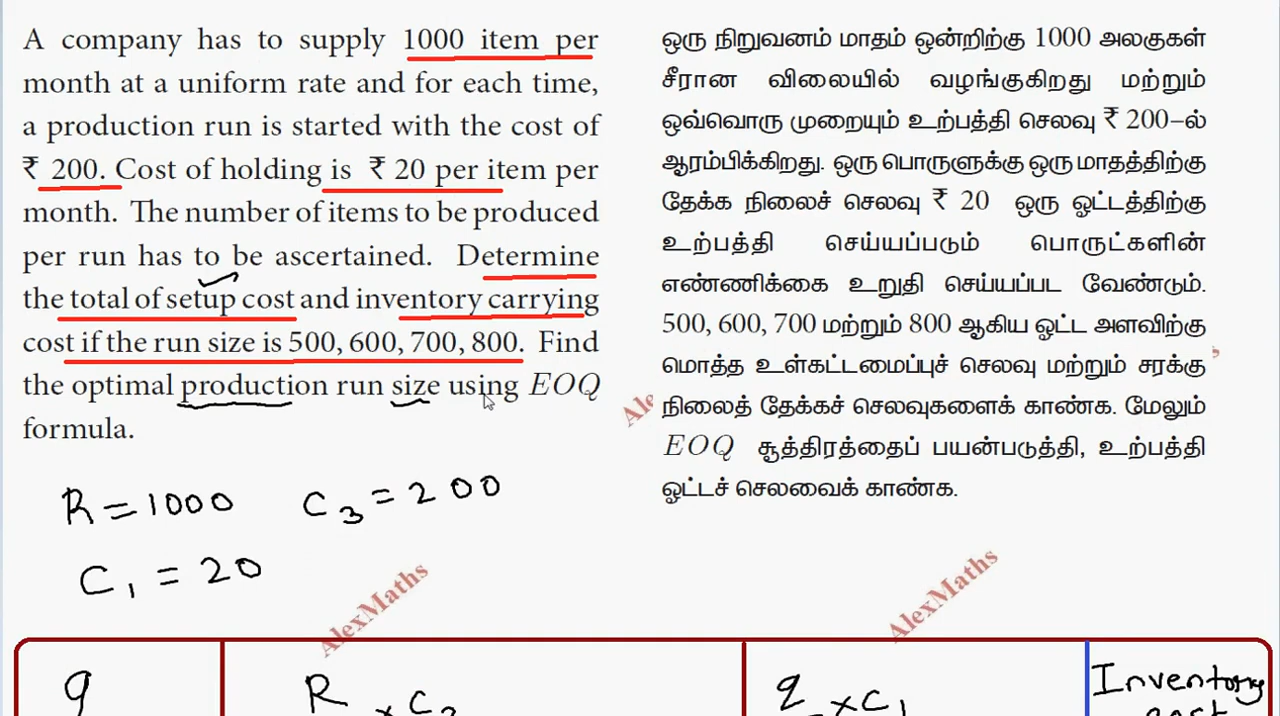 A company has to supply 1000 item per
month at a uniform rate and for each time,
a production run is started with the cost of
₹ 200. Cost of holding is ₹ 20 per item per
month. The number of items to be produced
per run has to be ascertained. Determine
the total of setup cost and inventory carrying
cost if the run size is 500, 600, 700, 800. Find
the optimal production run size using EOQ
formula.
ஒரு நிறுவனம் மாதம் ஒன்றிற்கு 1000 அலகுகள்
சீரான விலையில் வழங்குகிறது மற்றும்
ஒவ்வொரு முறையும் உற்பத்தி செலவு ₹ 200–ல்
ஆரம்பிக்கிறது. ஒரு பொருளுக்கு ஒரு மாதத்திற்கு
தேக்க நிலைச் செலவு ₹ 20 ஒரு ஓட்டத்திற்கு
உற்பத்தி செய்யப்படும் பொருட்களின்
எண்ணிக்கை உறுதி செய்யப்பட வேண்டும்.
500, 600, 700 மற்றும் 800 ஆகிய ஓட்ட அளவிற்கு
மொத்த உள்கட்டமைப்புச் செலவு மற்றும் சரக்கு
நிலைத் தேக்கச் செலவுகளைக் காண்க. மேலும்
EOQ சூத்திரத்தைப் பயன்படுத்தி, உற்பத்தி
ஓட்டச் செலவைக் காண்க.
R = 1000 C3 = 200
C1 = 20
AlexMaths
AlexMaths
q
R × C3
q × C1
Inventory